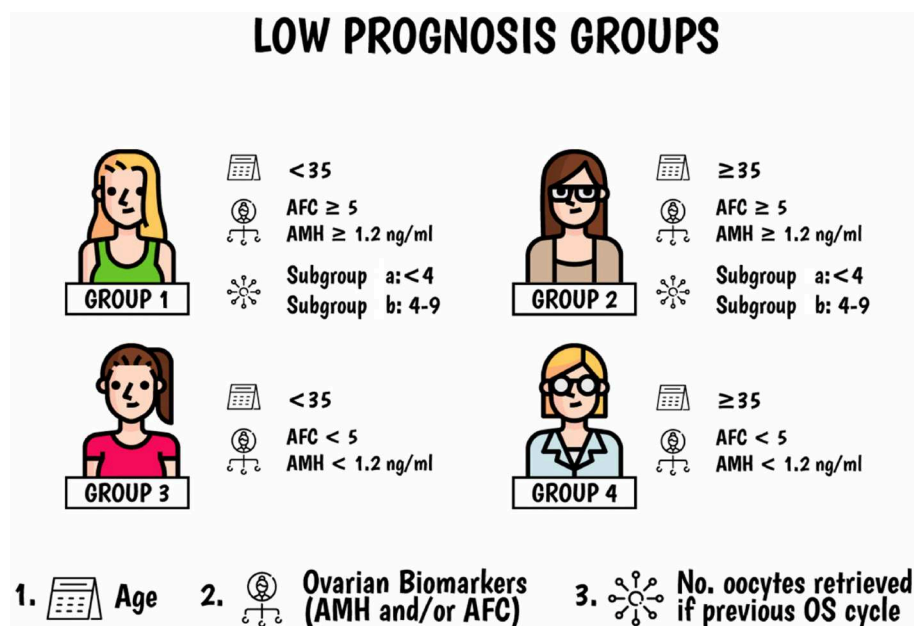 LOW PROGNOSIS GROUPS
<35
AFC ≥ 5
AMH ≥ 1.2 ng/ml
Subgroup a:<4
Subgroup b: 4-9
GROUP 1
≥35
AFC ≥ 5
AMH ≥ 1.2 ng/ml
Subgroup a:<4
Subgroup b: 4-9
GROUP 2
<35
AFC < 5
AMH < 1.2 ng/ml
GROUP 3
≥35
AFC < 5
AMH < 1.2 ng/ml
GROUP 4
1. Age
2. Ovarian Biomarkers
(AMH and/or AFC)
3. No. oocytes retrieved
if previous OS cycle